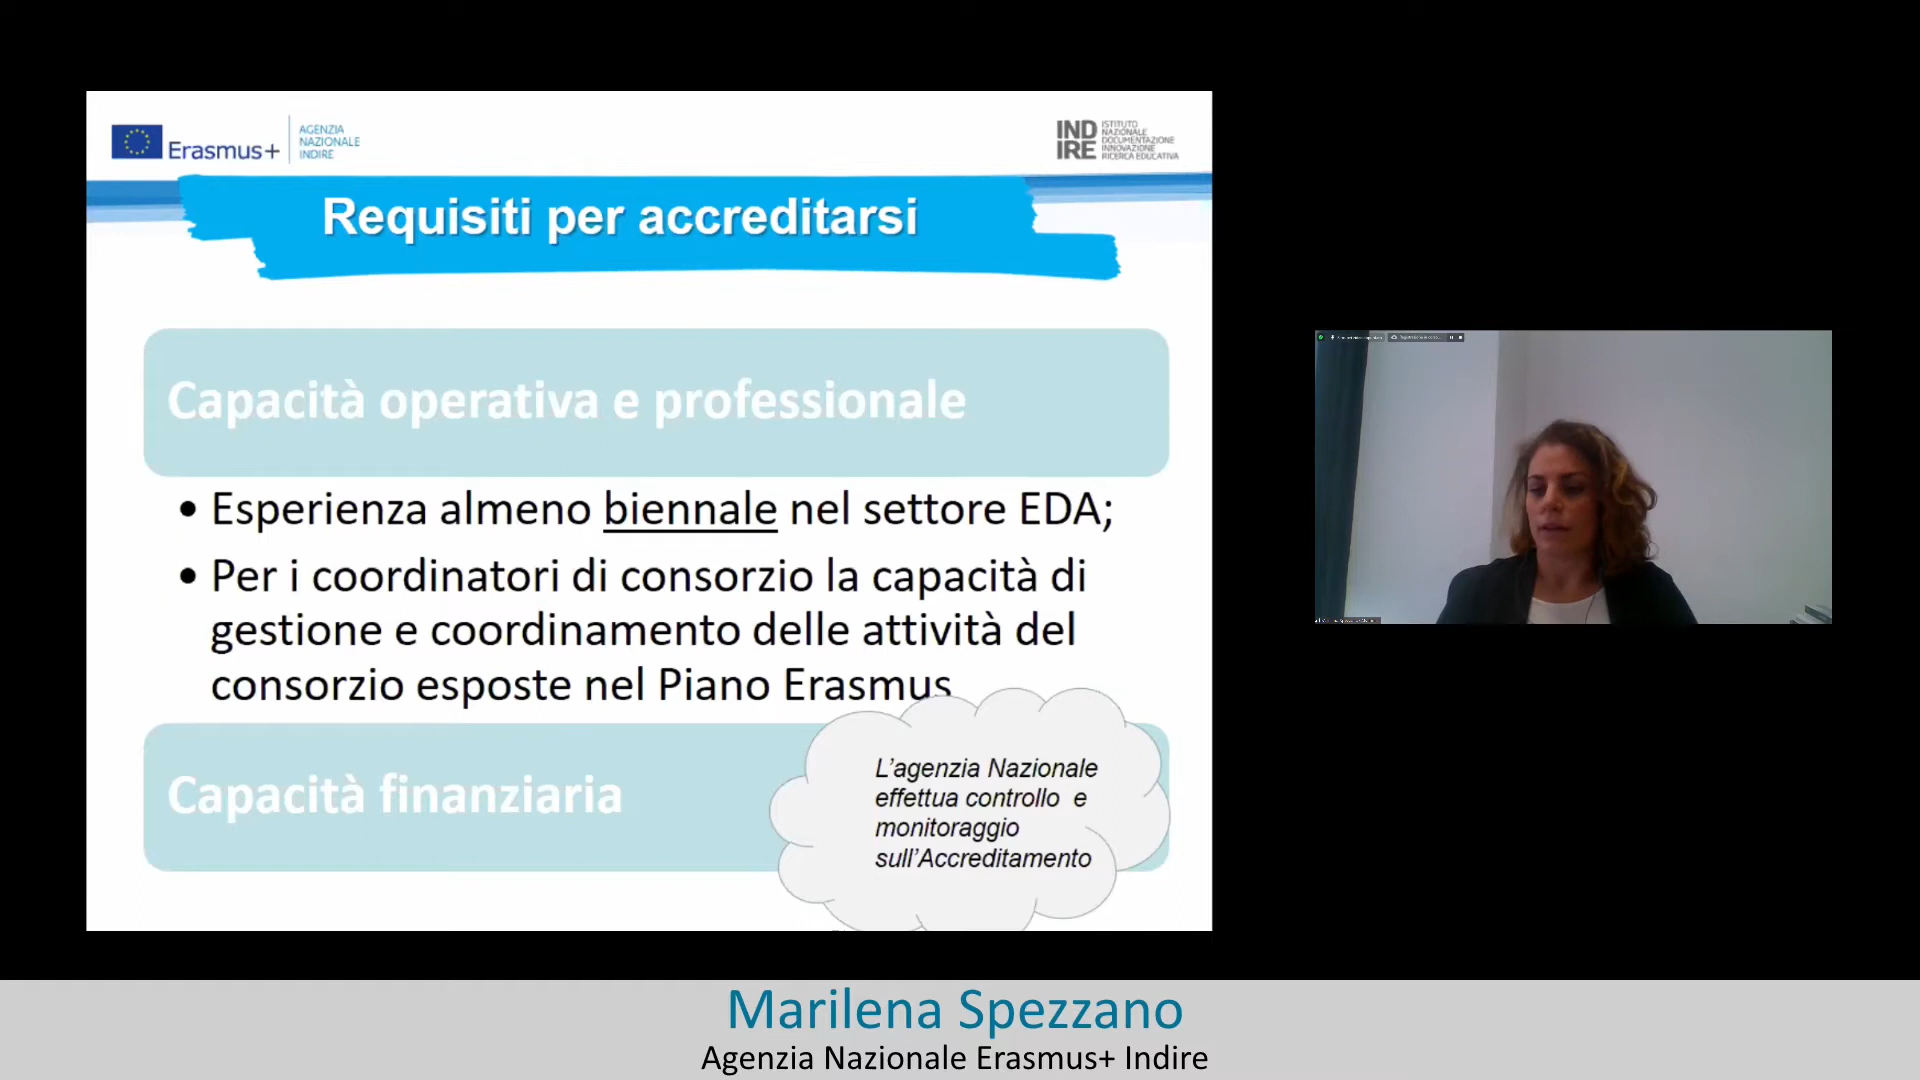 Erasmus+
AGENZIA
NAZIONALE
INDIRE
IND
IRE
ISTITUTO
NAZIONALE
DOCUMENTAZIONE
INNOVAZIONE
RICERCA EDUCATIVA
Requisiti per accreditarsi
Capacità operativa e professionale
• Esperienza almeno biennale nel settore EDA;
• Per i coordinatori di consorzio la capacità di
gestione e coordinamento delle attività del
consorzio esposte nel Piano Erasmus
Capacità finanziaria
L'agenzia Nazionale
effettua controllo e
monitoraggio
sull'Accreditamento
Marilena Spezzano
Agenzia Nazionale Erasmus+ Indire